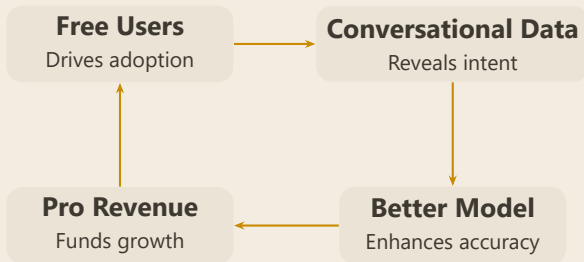 Free Users
Drives adoption
Conversational Data
Reveals intent
Pro Revenue
Funds growth
Better Model
Enhances accuracy